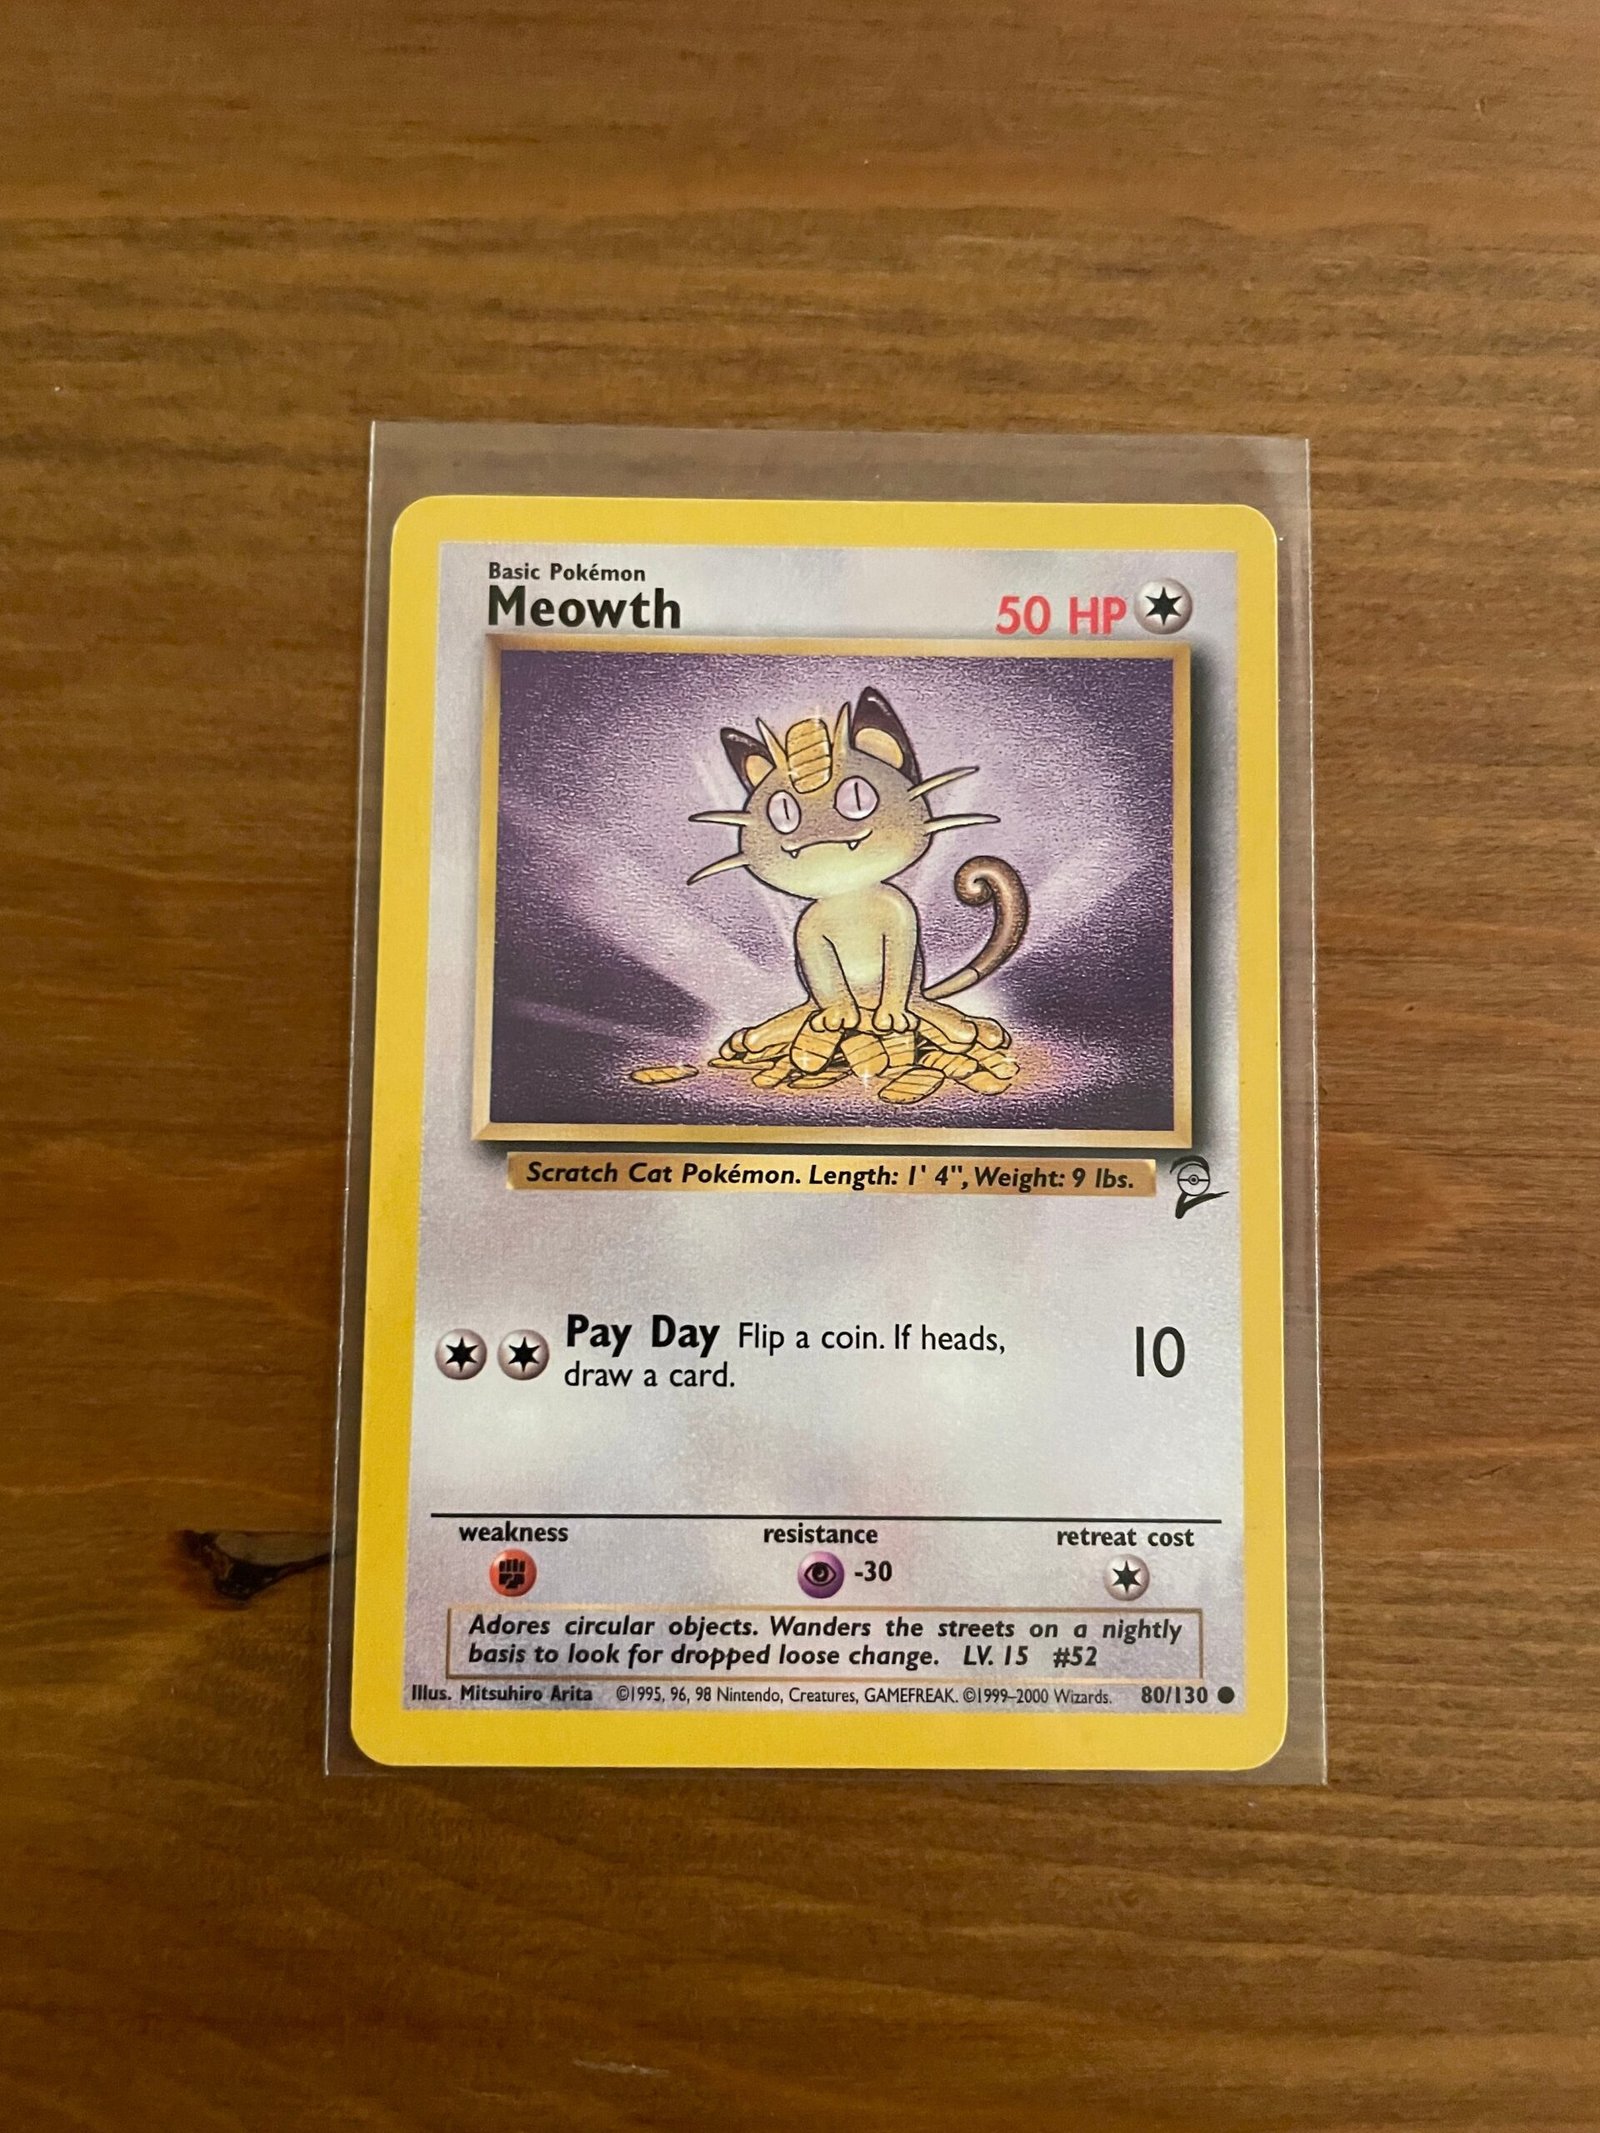 Basic Pokémon
Meowth 50 HP
Scratch Cat Pokémon. Length: 1' 4", Weight: 9 lbs.
Pay Day Flip a coin. If heads, 10
draw a card.
weakness resistance retreat cost
-30
Adores circular objects. Wanders the streets on a nightly
basis to look for dropped loose change. LV. 15 #52
Illus. Mitsuhiro Arita ©1995, 96, 98 Nintendo, Creatures, GAMEFREAK. ©1999–2000 Wizards. 80/130